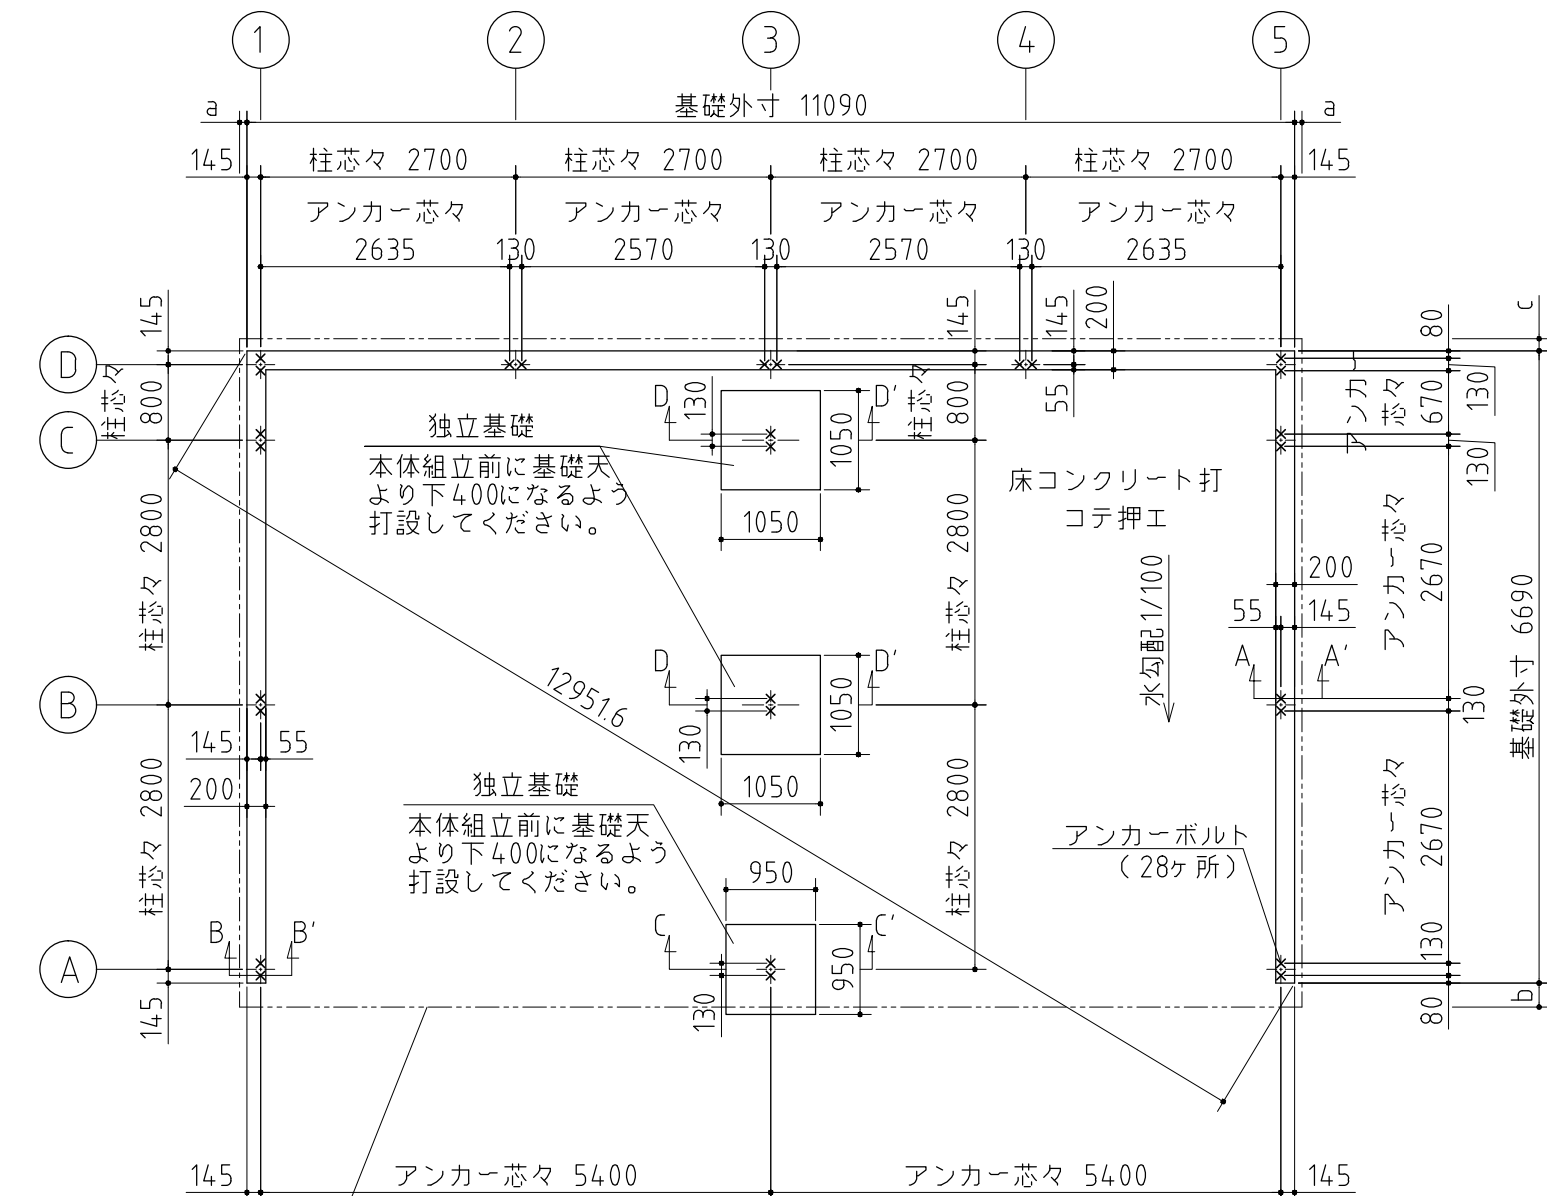 1 2 3 4 5
a 基礎外寸 11090 a
145 柱芯々 2700 柱芯々 2700 柱芯々 2700 柱芯々 2700 145
アンカー芯々 アンカー芯々 アンカー芯々 アンカー芯々
2635 130 2570 130 2570 130 2635
145 145 145 200 80 c
D
柱芯々 800 130 D D' 柱芯々 800 55 アンカー芯々 670 130
C
独立基礎
本体組立前に基礎天
より下400になるよう
打設してください。
1050
1050
130
床コンクリート打
コテ押エ
柱芯々 2800
柱芯々 2800
アンカー芯々 2670
水勾配1/100
200
55 145
基礎外寸 6690
D D'
A A'
B
12951.6
130
1050
1050
130
145 55
200
独立基礎
本体組立前に基礎天
より下400になるよう
打設してください。
柱芯々 2800
柱芯々 2800
アンカー芯々 2670
アンカーボルト
(28ヶ所)
950
B B'
C C'
950
130
A
130
145
80
b
145 アンカー芯々 5400 アンカー芯々 5400 145